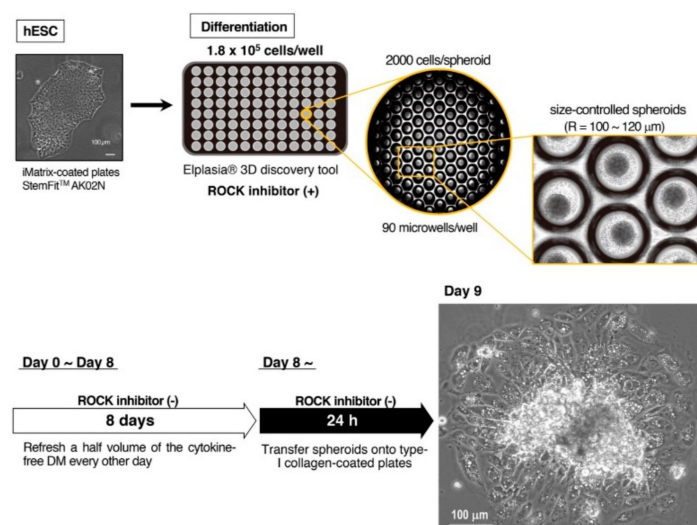 hESC
Differentiation
1.8 x 10⁵ cells/well
2000 cells/spheroid
size-controlled spheroids
(R = 100 ~ 120 μm)
100μm
iMatrix-coated plates
StemFit™ AK02N
Elplasia® 3D discovery tool
ROCK inhibitor (+)
90 microwells/well
Day 9
Day 0 ~ Day 8
Day 8 ~
ROCK inhibitor (-)
ROCK inhibitor (-)
8 days
24 h
Refresh a half volume of the cytokine-
free DM every other day
Transfer spheroids onto type-
I collagen-coated plates
100 μm